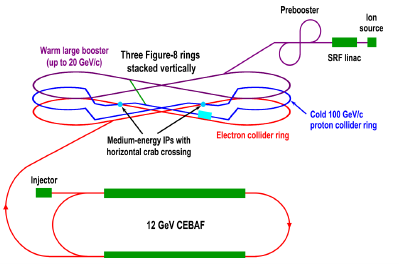 Prebooster
Ion
source
SRF linac
Warm large booster
(up to 20 GeV/c)
Three Figure-8 rings
stacked vertically
Cold 100 GeV/c
proton collider ring
Electron collider ring
Medium-energy IPs with
horizontal crab crossing
Injector
12 GeV CEBAF